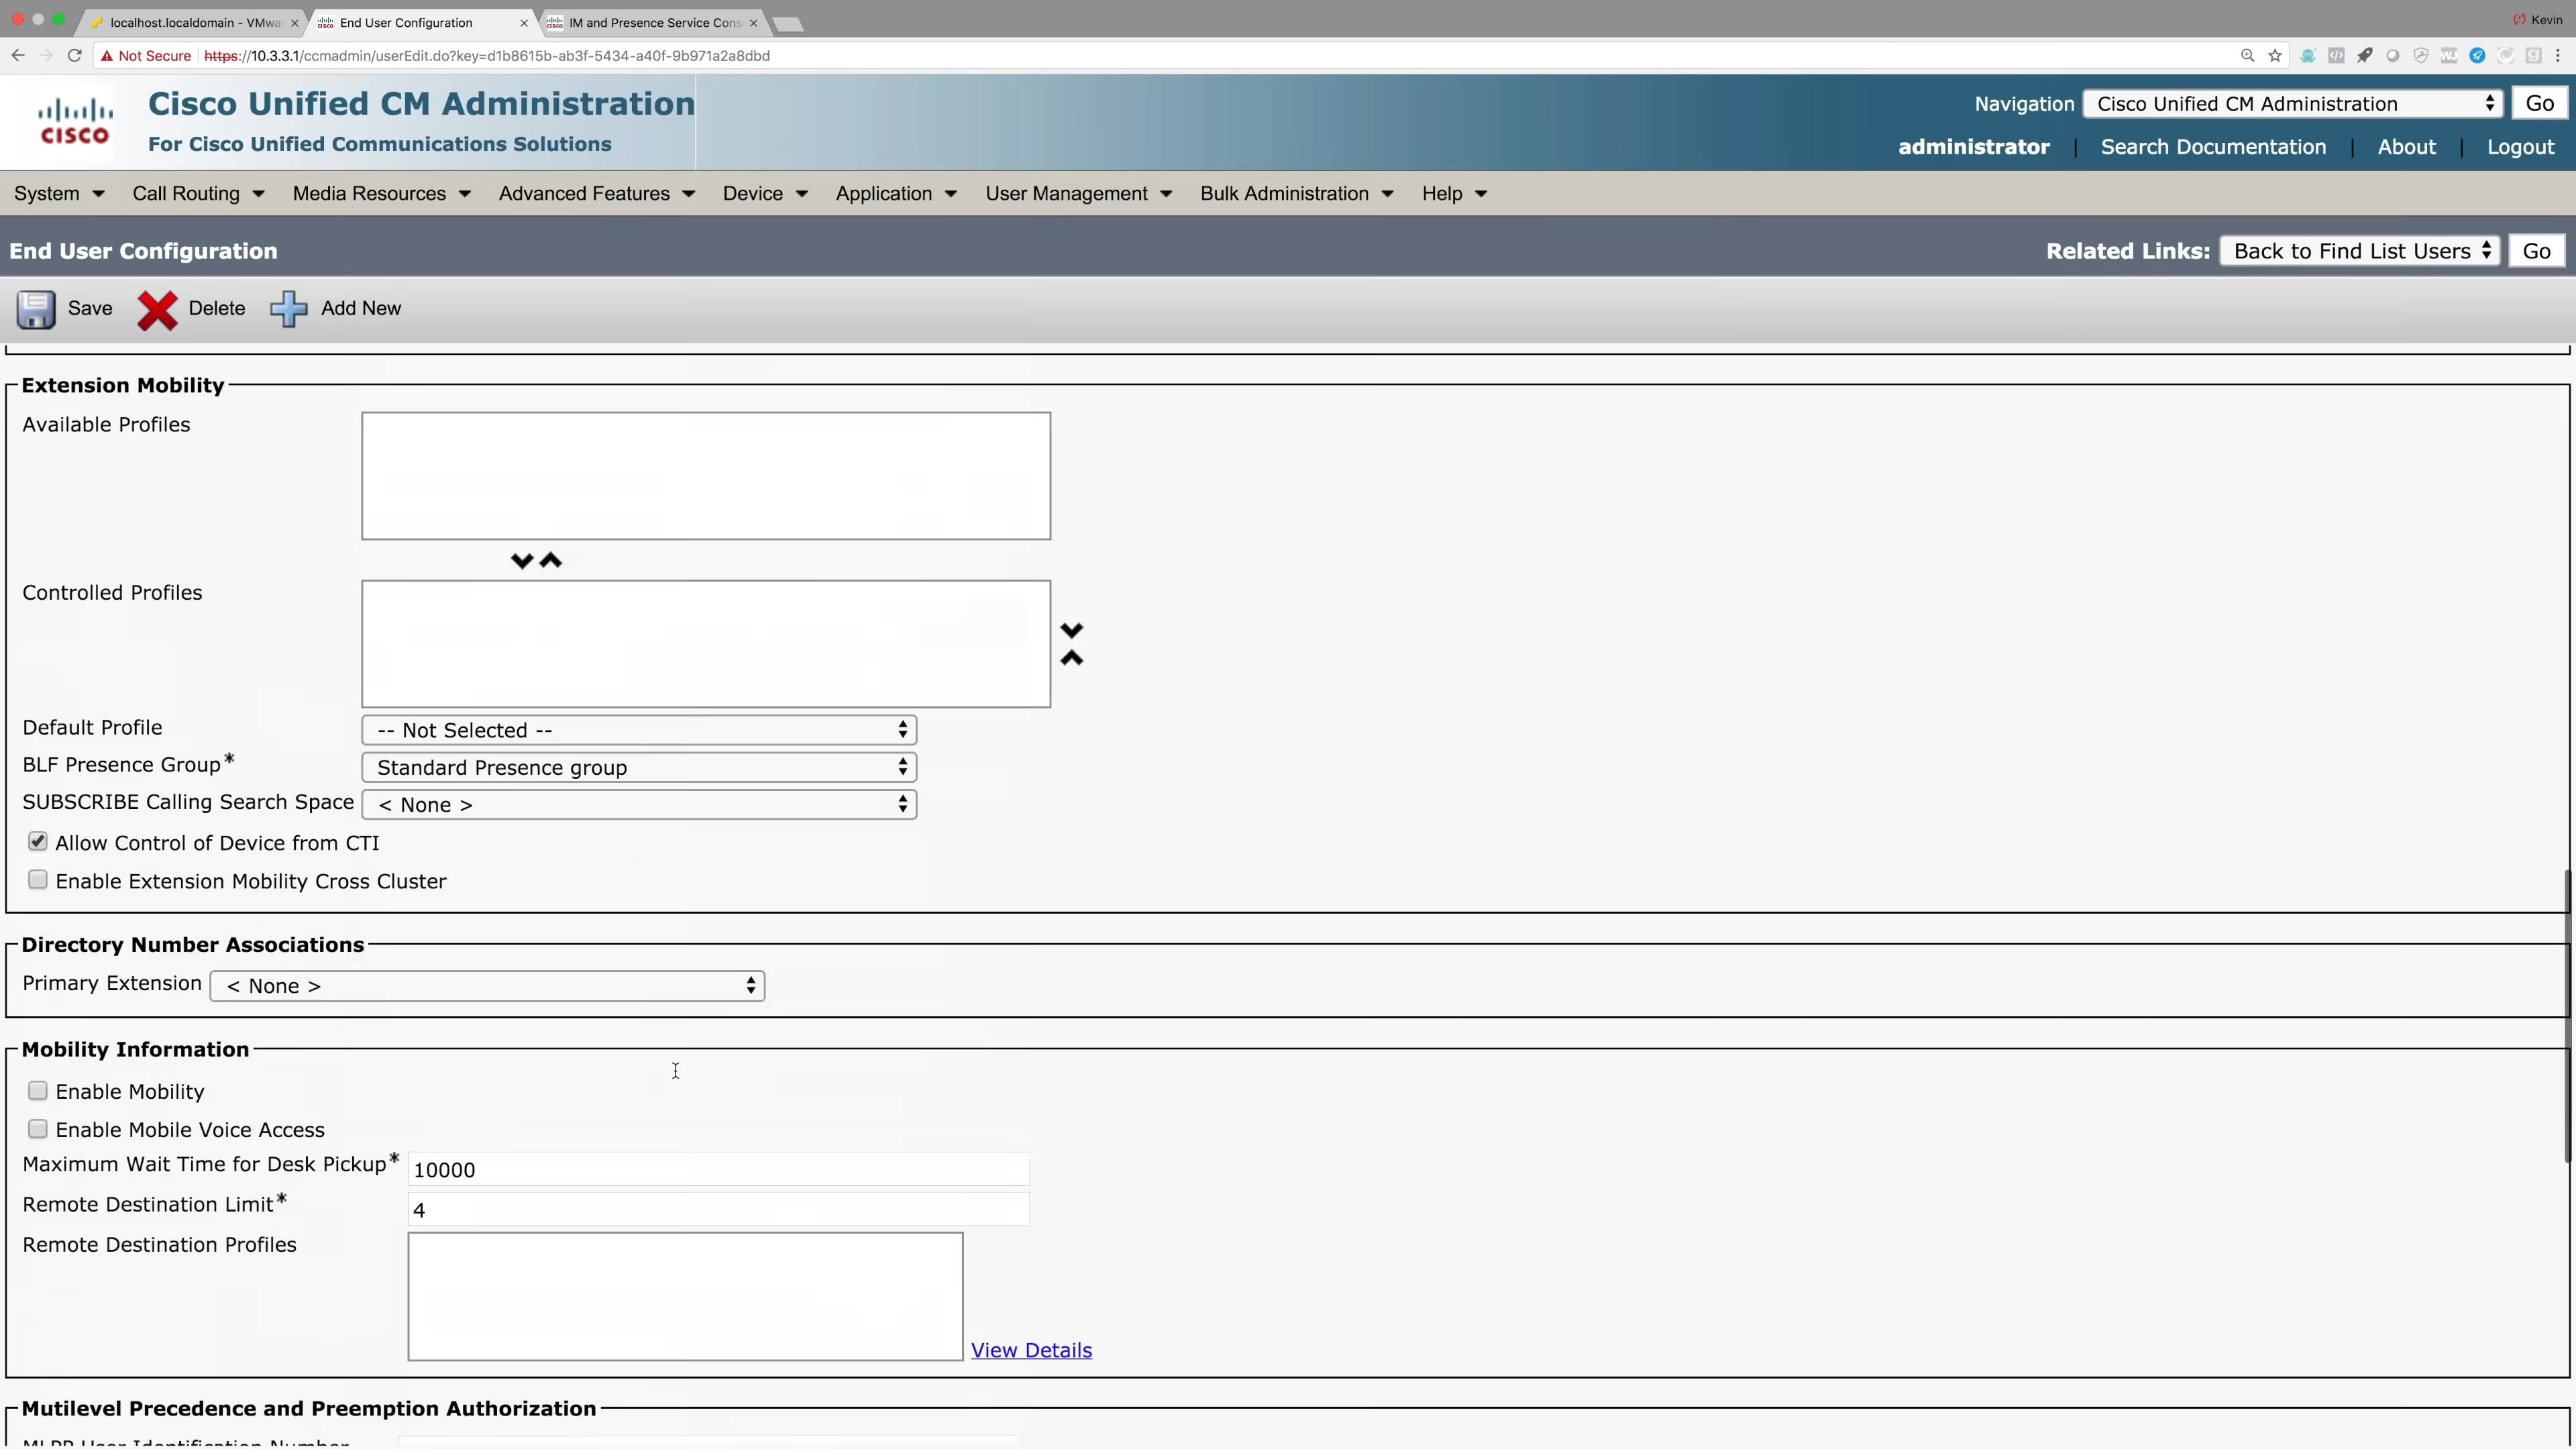 localhost.localdomain - VMwar
End User Configuration
IM and Presence Service Cons
Kevin
Not Secure
https://10.3.3.1/ccmadmin/userEdit.do?key=d1b8615b-ab3f-5434-a40f-9b971a2a8dbd
CISCO
Cisco Unified CM Administration
For Cisco Unified Communications Solutions
Navigation Cisco Unified CM Administration Go
administrator | Search Documentation | About | Logout
System Call Routing Media Resources Advanced Features Device Application User Management Bulk Administration Help
End User Configuration
Related Links: Back to Find List Users Go
Save Delete Add New
Extension Mobility
Available Profiles
Controlled Profiles
Default Profile -- Not Selected --
BLF Presence Group* Standard Presence group
SUBSCRIBE Calling Search Space < None >
Allow Control of Device from CTI
Enable Extension Mobility Cross Cluster
Directory Number Associations
Primary Extension < None >
Mobility Information
Enable Mobility
Enable Mobile Voice Access
Maximum Wait Time for Desk Pickup* 10000
Remote Destination Limit* 4
Remote Destination Profiles
View Details
Mutilevel Precedence and Preemption Authorization
MLPP User Identification Number